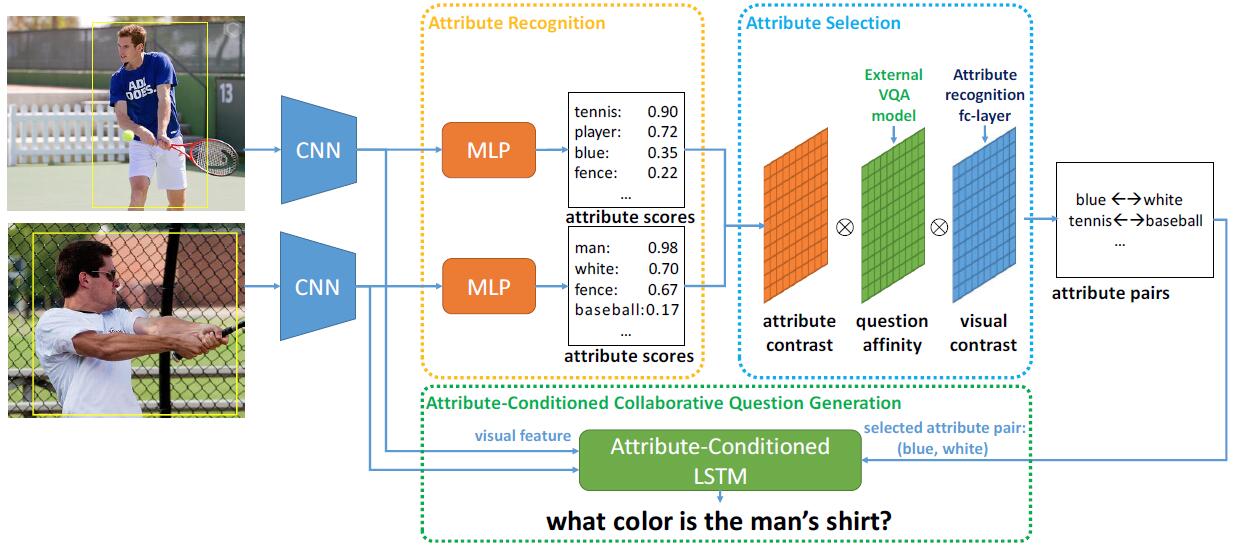 Attribute Recognition
Attribute Selection
ADI
DOES.
13
CNN
MLP
tennis: 0.90
player: 0.72
blue: 0.35
fence: 0.22
...
attribute scores
External
VQA
model
Attribute
recognition
fc-layer
CNN
MLP
man: 0.98
white: 0.70
fence: 0.67
baseball:0.17
...
attribute scores
attribute
contrast
question
affinity
visual
contrast
blue ←→white
tennis←→baseball
...
attribute pairs
Attribute-Conditioned Collaborative Question Generation
visual feature
Attribute-Conditioned
LSTM
selected attribute pair:
(blue, white)
what color is the man's shirt?